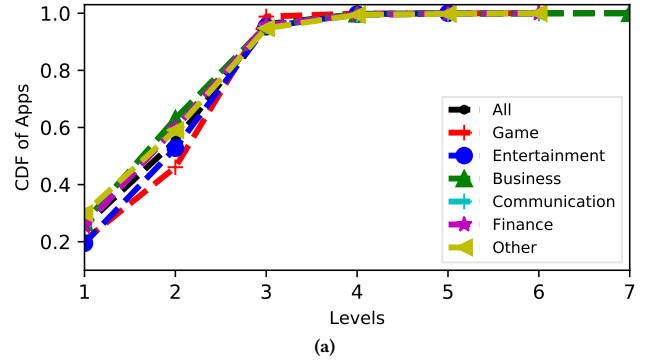 1.0
0.8
0.6
0.4
0.2
CDF of Apps
All
Game
Entertainment
Business
Communication
Finance
Other
1 2 3 4 5 6 7
Levels
(a)